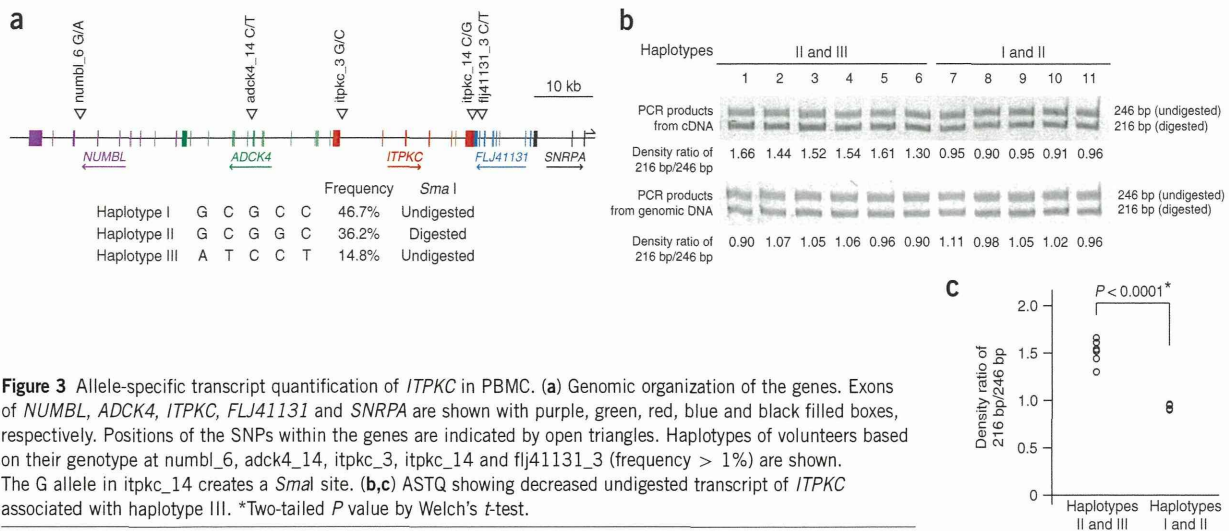 a
numbl_6 G/A
adck4_14 C/T
itpkc_3 G/C
itpkc_14 C/G
flj41131_3 C/T
10 kb
NUMBL
ADCK4
ITPKC
FLJ41131
SNRPA
Frequency SmaI
Haplotype I G C G C C 46.7% Undigested
Haplotype II G C G G C 36.2% Digested
Haplotype III A T C C T 14.8% Undigested
b
Haplotypes II and III I and II
1 2 3 4 5 6 7 8 9 10 11
PCR products from cDNA
246 bp (undigested)
216 bp (digested)
Density ratio of 216 bp/246 bp
1.66 1.44 1.52 1.54 1.61 1.30 0.95 0.90 0.95 0.91 0.96
PCR products from genomic DNA
246 bp (undigested)
216 bp (digested)
Density ratio of 216 bp/246 bp
0.90 1.07 1.05 1.06 0.96 0.90 1.11 0.98 1.05 1.02 0.96
c
P < 0.0001*
Density ratio of 216 bp/246 bp
2.0
1.5
1.0
0.5
0
Haplotypes II and III
Haplotypes I and II
Figure 3 Allele-specific transcript quantification of ITPKC in PBMC. (a) Genomic organization of the genes. Exons
of NUMBL, ADCK4, ITPKC, FLJ41131 and SNRPA are shown with purple, green, red, blue and black filled boxes,
respectively. Positions of the SNPs within the genes are indicated by open triangles. Haplotypes of volunteers based
on their genotype at numbl_6, adck4_14, itpkc_3, itpkc_14 and flj41131_3 (frequency > 1%) are shown.
The G allele in itpkc_14 creates a SmaI site. (b,c) ASTQ showing decreased undigested transcript of ITPKC
associated with haplotype III. *Two-tailed P value by Welch's t-test.